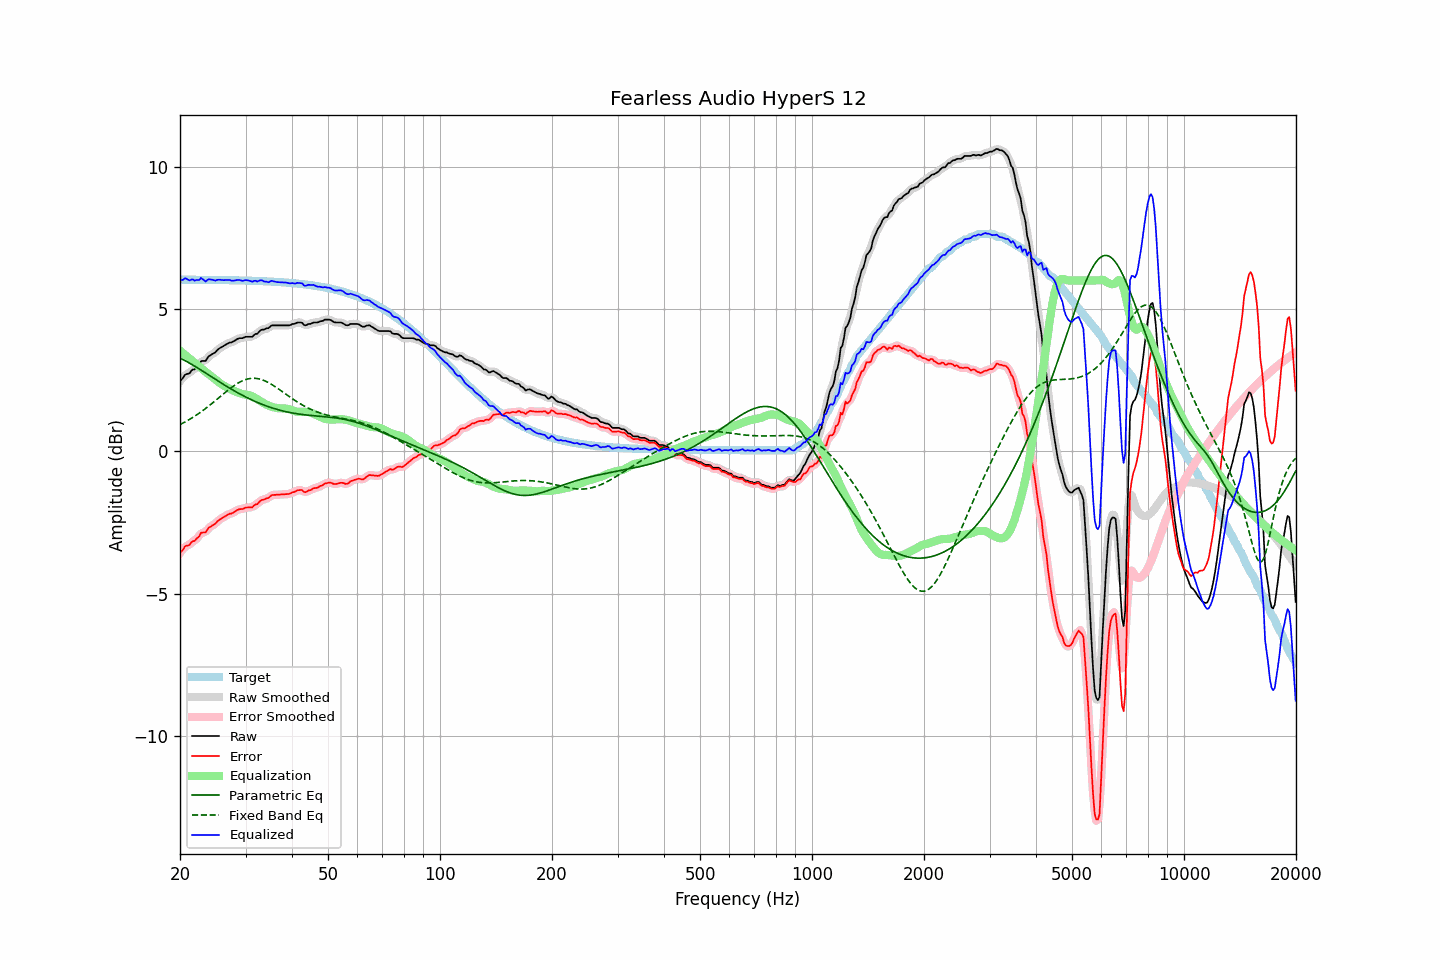 Fearless Audio HyperS 12
Amplitude (dBr)
10
5
0
−5
−10
Target
Raw Smoothed
Error Smoothed
Raw
Error
Equalization
Parametric Eq
Fixed Band Eq
Equalized
20 50 100 200 500 1000 2000 5000 10000 20000
Frequency (Hz)